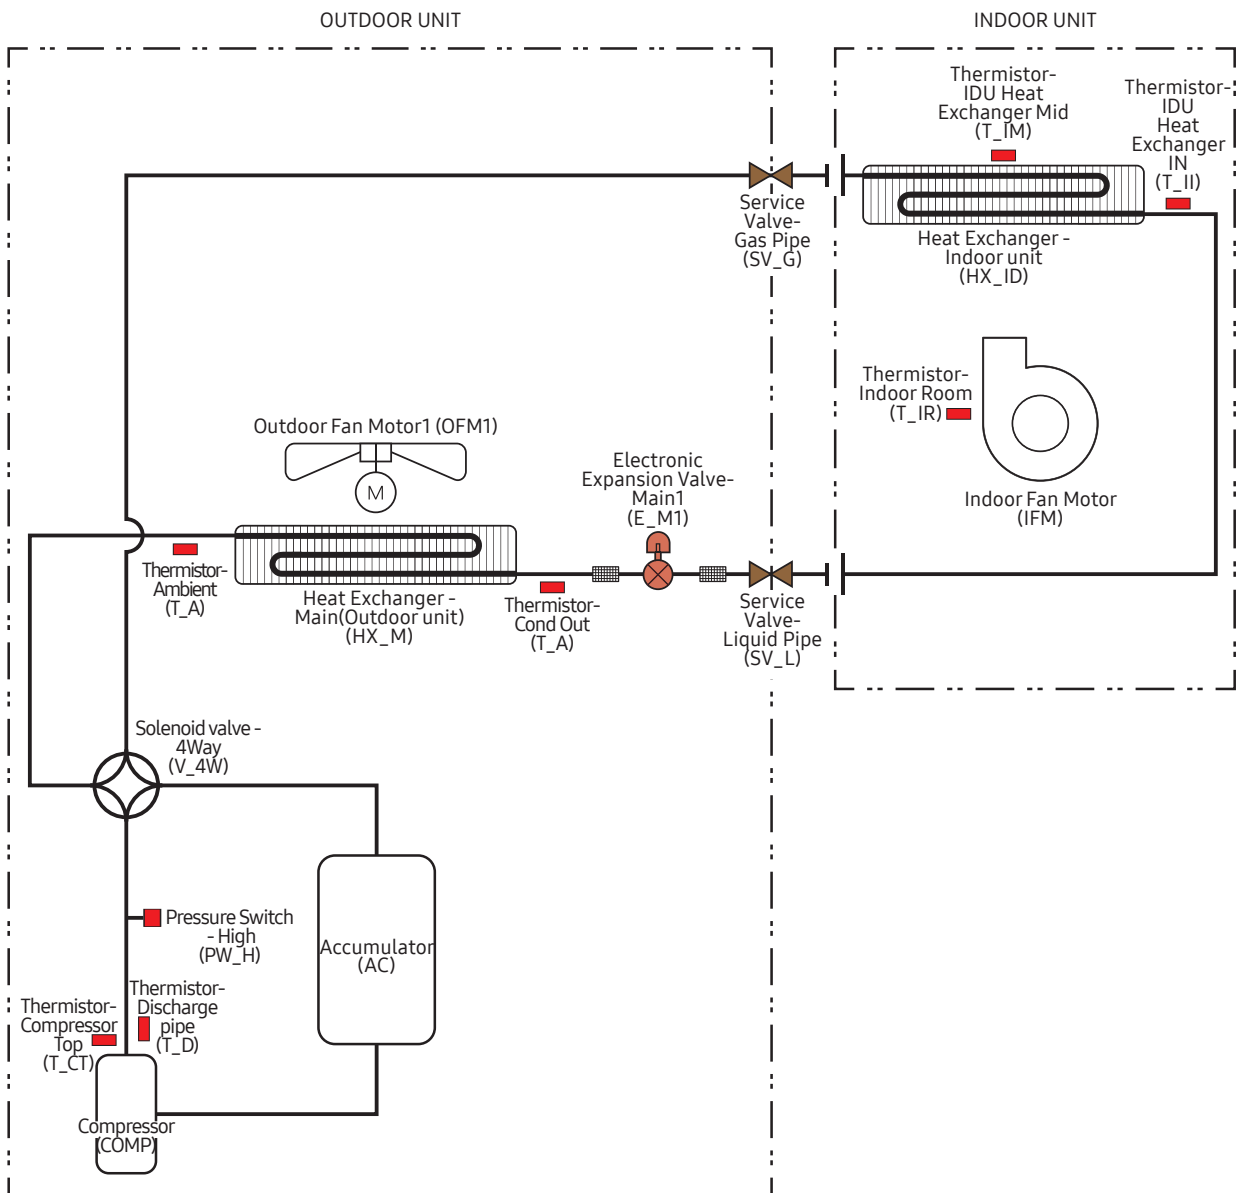 OUTDOOR UNIT
INDOOR UNIT
Thermistor-
IDU Heat
Exchanger Mid
(T_IM)
Thermistor-
IDU
Heat
Exchanger
IN
(T_II)
Service
Valve-
Gas Pipe
(SV_G)
Heat Exchanger -
Indoor unit
(HX_ID)
Thermistor-
Indoor Room
(T_IR)
Indoor Fan Motor
(IFM)
Outdoor Fan Motor1 (OFM1)
M
Electronic
Expansion Valve-
Main1
(E_M1)
Thermistor-
Ambient
(T_A)
Heat Exchanger -
Main(Outdoor unit)
(HX_M)
Thermistor-
Cond Out
(T_A)
Service
Valve-
Liquid Pipe
(SV_L)
Solenoid valve -
4Way
(V_4W)
Pressure Switch
- High
(PW_H)
Accumulator
(AC)
Thermistor-
Discharge
pipe
(T_D)
Thermistor-
Compressor
Top
(T_CT)
Compressor
(COMP)